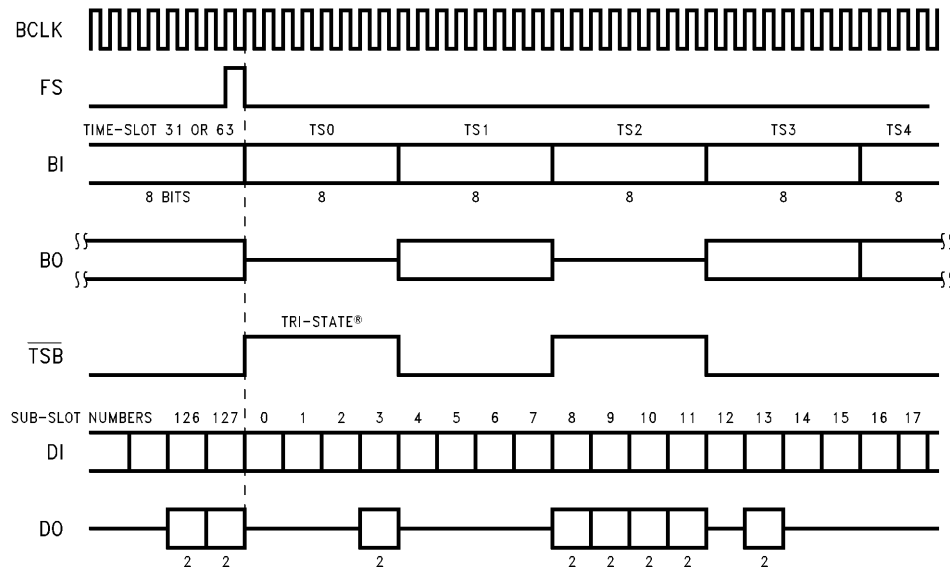 BCLK
FS
TIME-SLOT 31 OR 63 TS0 TS1 TS2 TS3 TS4
BI
8 BITS 8 8 8 8 8
BO
TRI-STATE®
TSB
SUB-SLOT NUMBERS 126 127 0 1 2 3 4 5 6 7 8 9 10 11 12 13 14 15 16 17
DI
DO
2 2 2 2 2 2 2 2